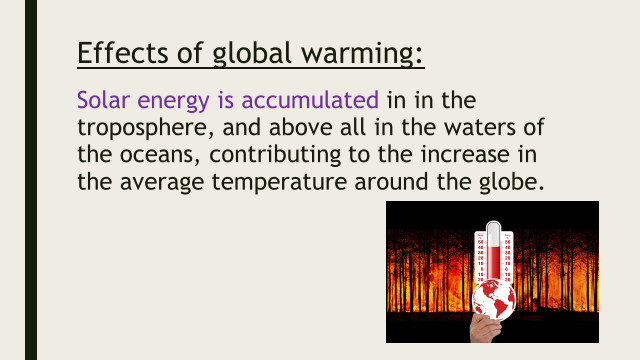 Effects of global warming:
Solar energy is accumulated in in the
troposphere, and above all in the waters of
the oceans, contributing to the increase in
the average temperature around the globe.